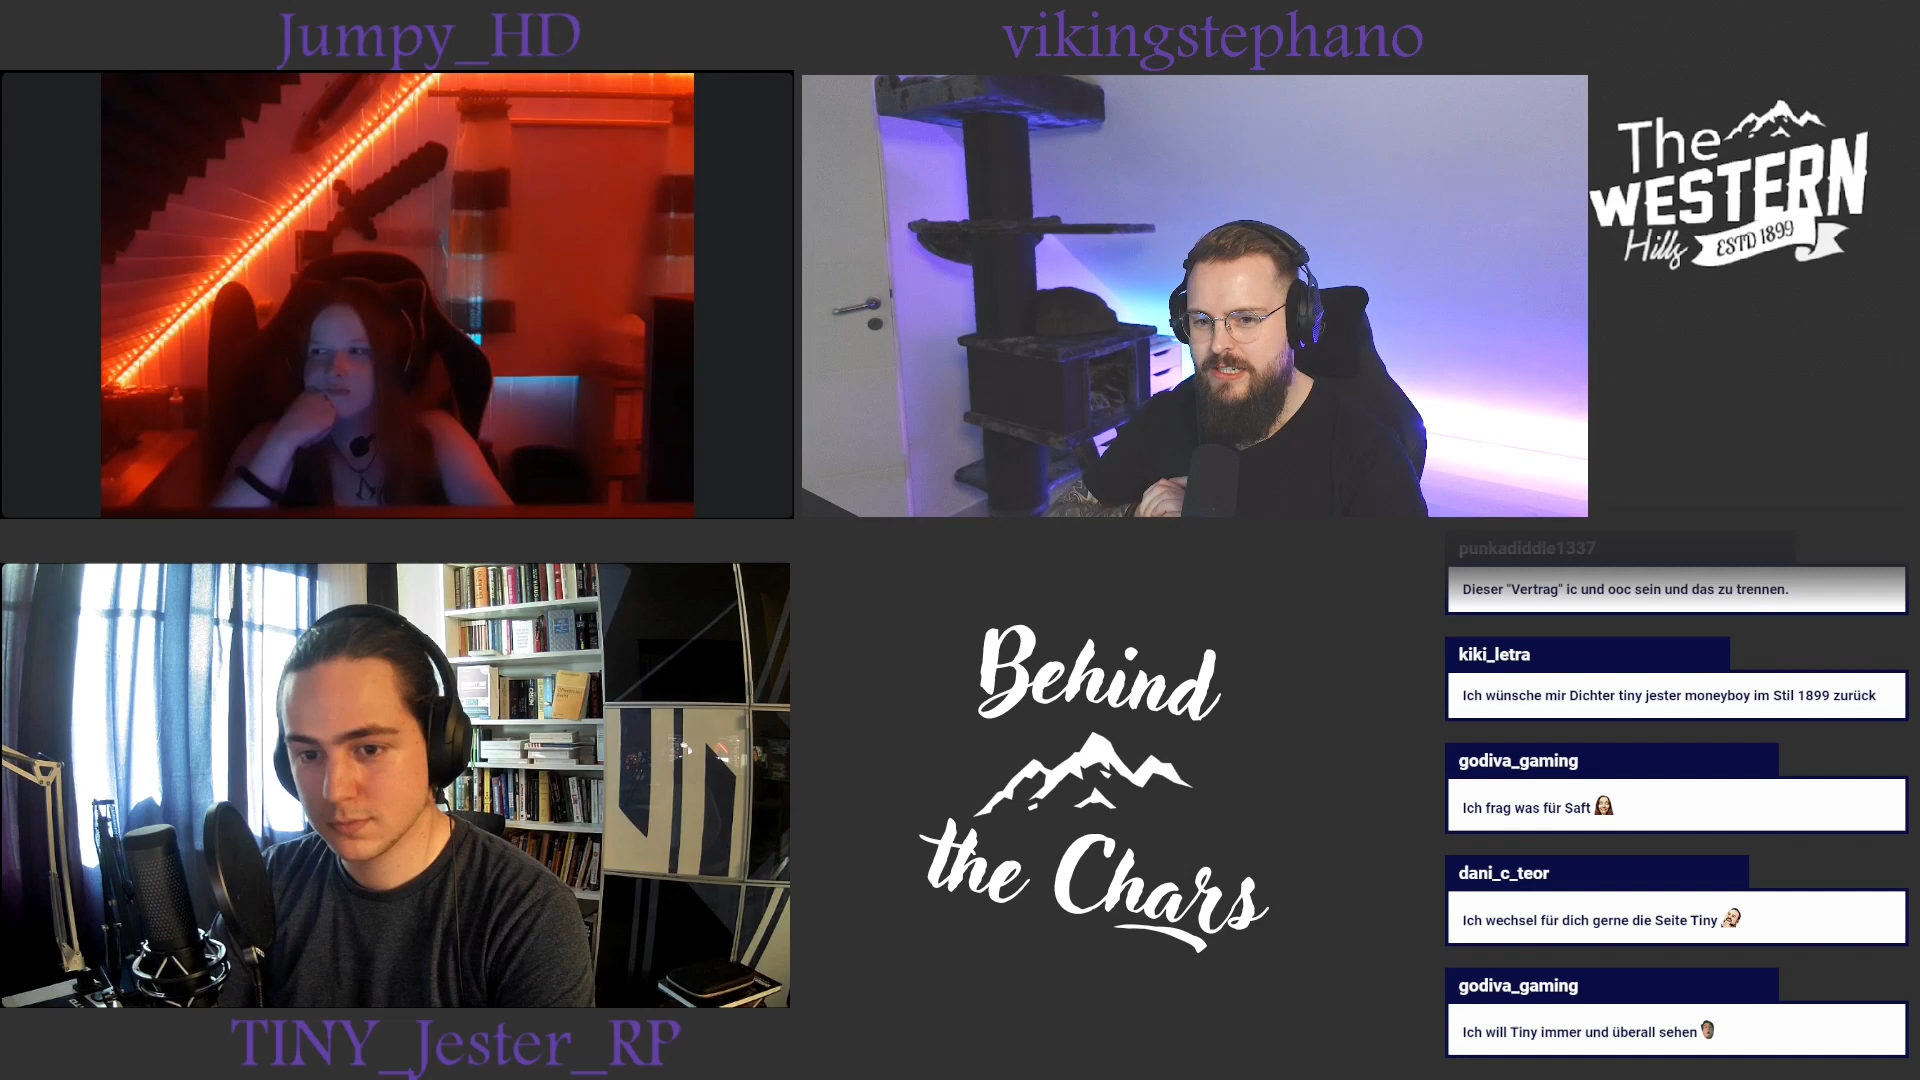 Jumpy_HD
vikingstephano
The
WESTERN
Hills
ESTD 1899
punkadiddle1337
Dieser "Vertrag" ic und ooc sein und das zu trennen.
kiki_letra
Ich wünsche mir Dichter tiny jester moneyboy im Stil 1899 zurück
godiva_gaming
Ich frag was für Saft
dani_c_teor
Ich wechsel für dich gerne die Seite Tiny
godiva_gaming
Ich will Tiny immer und überall sehen
Behind
the Chars
TINY_Jester_RP